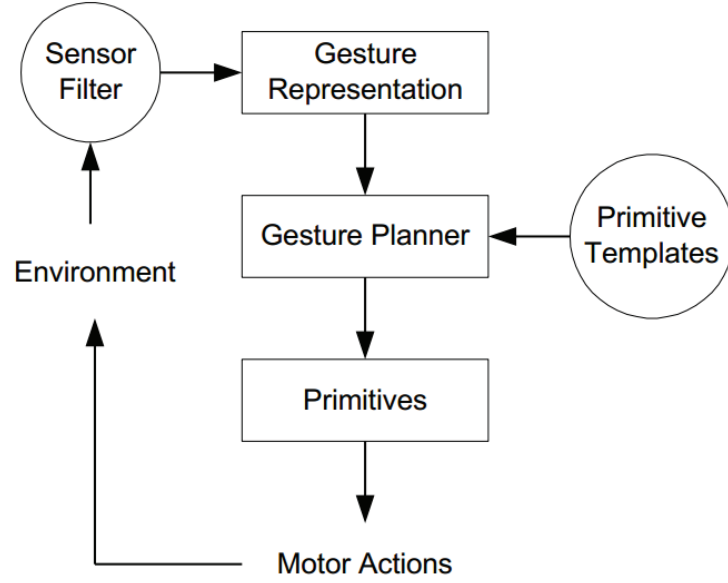 Sensor
Filter
Gesture
Representation
Gesture Planner
Primitive
Templates
Environment
Primitives
Motor Actions